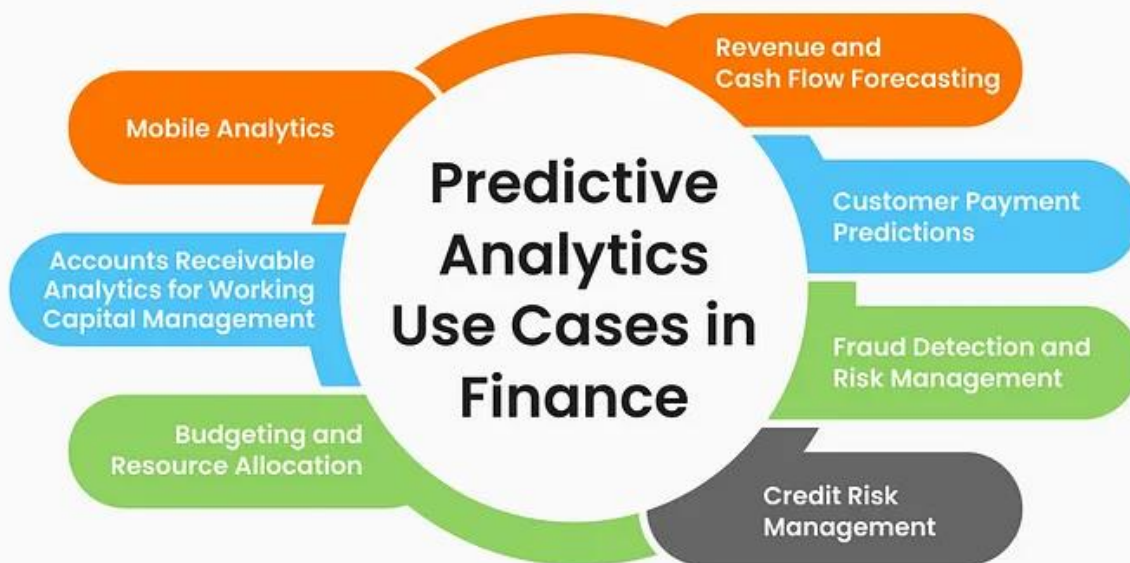 Predictive
Analytics
Use Cases in
Finance
Revenue and
Cash Flow Forecasting
Customer Payment
Predictions
Fraud Detection and
Risk Management
Credit Risk
Management
Budgeting and
Resource Allocation
Accounts Receivable
Analytics for Working
Capital Management
Mobile Analytics